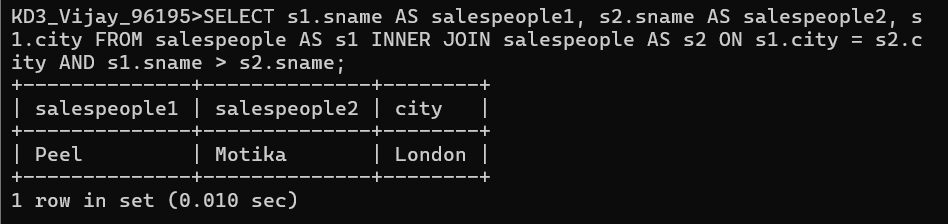 KD3_Vijay_96195>SELECT s1.sname AS salespeople1, s2.sname AS salespeople2, s
1.city FROM salespeople AS s1 INNER JOIN salespeople AS s2 ON s1.city = s2.c
ity AND s1.sname > s2.sname;
+--------------+--------------+--------+
| salespeople1 | salespeople2 | city   |
+--------------+--------------+--------+
| Peel         | Motika       | London |
+--------------+--------------+--------+
1 row in set (0.010 sec)